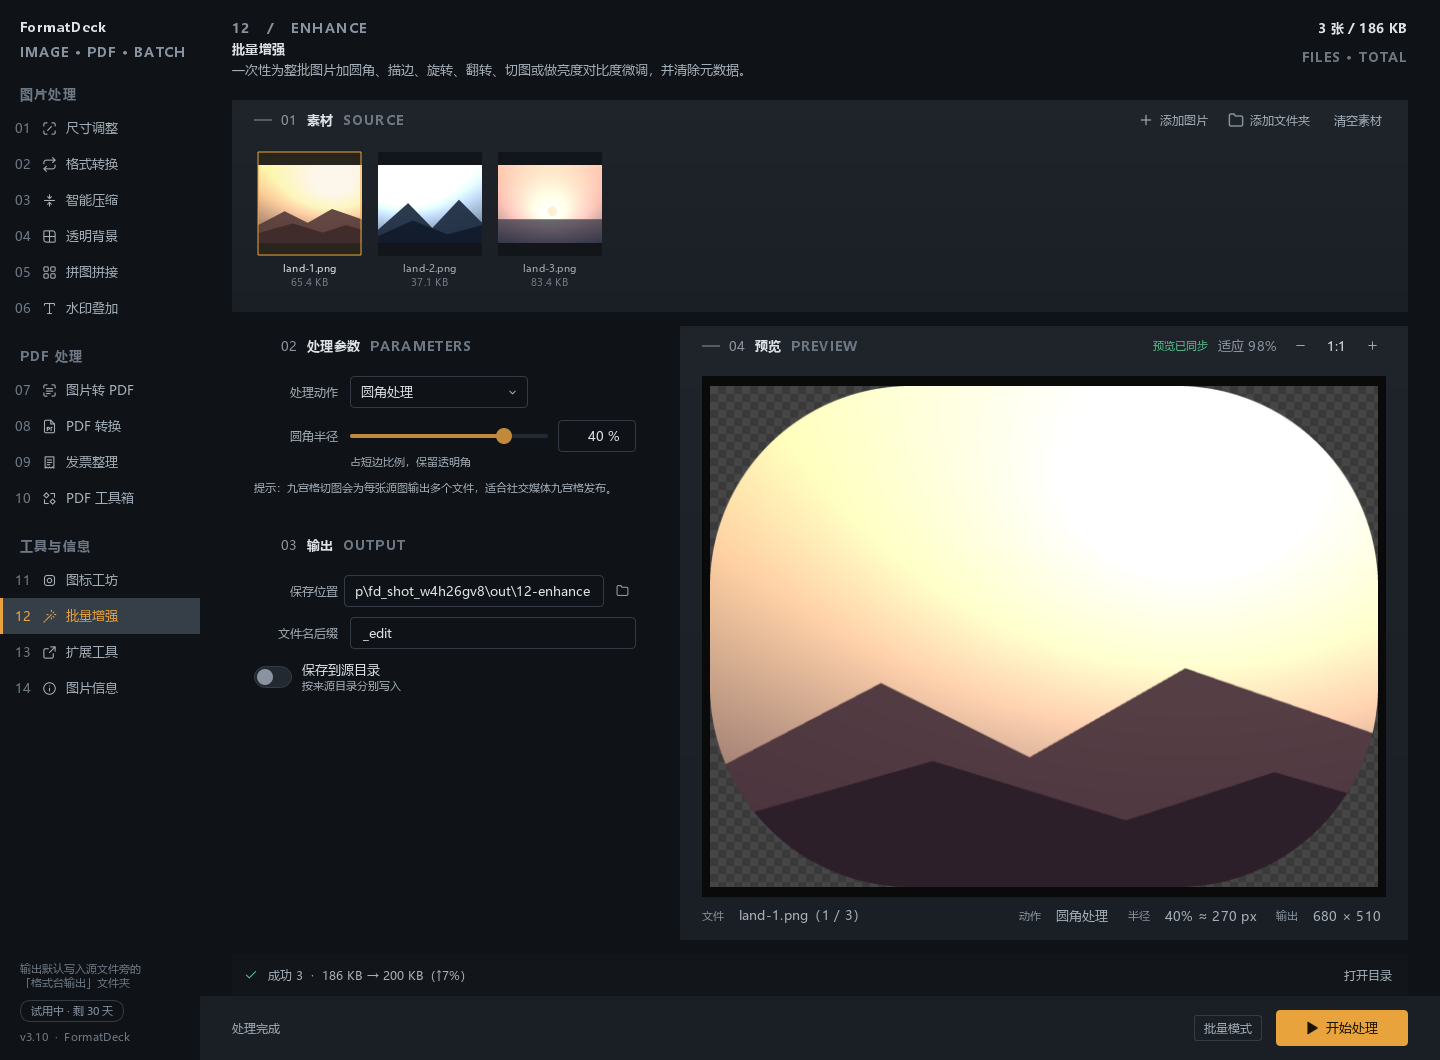 FormatDeck
IMAGE • PDF • BATCH
图片处理
01 尺寸调整
02 格式转换
03 智能压缩
04 透明背景
05 拼图拼接
06 水印叠加
PDF 处理
07 图片转 PDF
08 PDF 转换
09 发票整理
10 PDF 工具箱
工具与信息
11 图标工坊
12 批量增强
13 扩展工具
14 图片信息
输出默认写入源文件旁的
「格式台输出」文件夹
试用中 · 剩 30 天
v3.10 · FormatDeck
12 / ENHANCE
批量增强
一次性为整批图片加圆角、描边、旋转、翻转、切图或做亮度对比度微调，并清除元数据。
3 张 / 186 KB
FILES • TOTAL
01 素材 SOURCE
添加图片 添加文件夹 清空素材
land-1.png land-2.png land-3.png
65.4 KB 37.1 KB 83.4 KB
02 处理参数 PARAMETERS
处理动作 圆角处理
圆角半径 40 %
占短边比例，保留透明角
提示：九宫格切图会为每张源图输出多个文件，适合社交媒体九宫格发布。
03 输出 OUTPUT
保存位置 p\fd_shot_w4h26gv8\out\12-enhance
文件名后缀 _edit
保存到源目录
按来源目录分别写入
04 预览 PREVIEW
预览已同步 适应 98% − 1:1 +
文件 land-1.png（1 / 3） 动作 圆角处理 半径 40% ≈ 270 px 输出 680 × 510
成功 3 · 186 KB → 200 KB（↑7%） 打开目录
处理完成 批量模式 开始处理